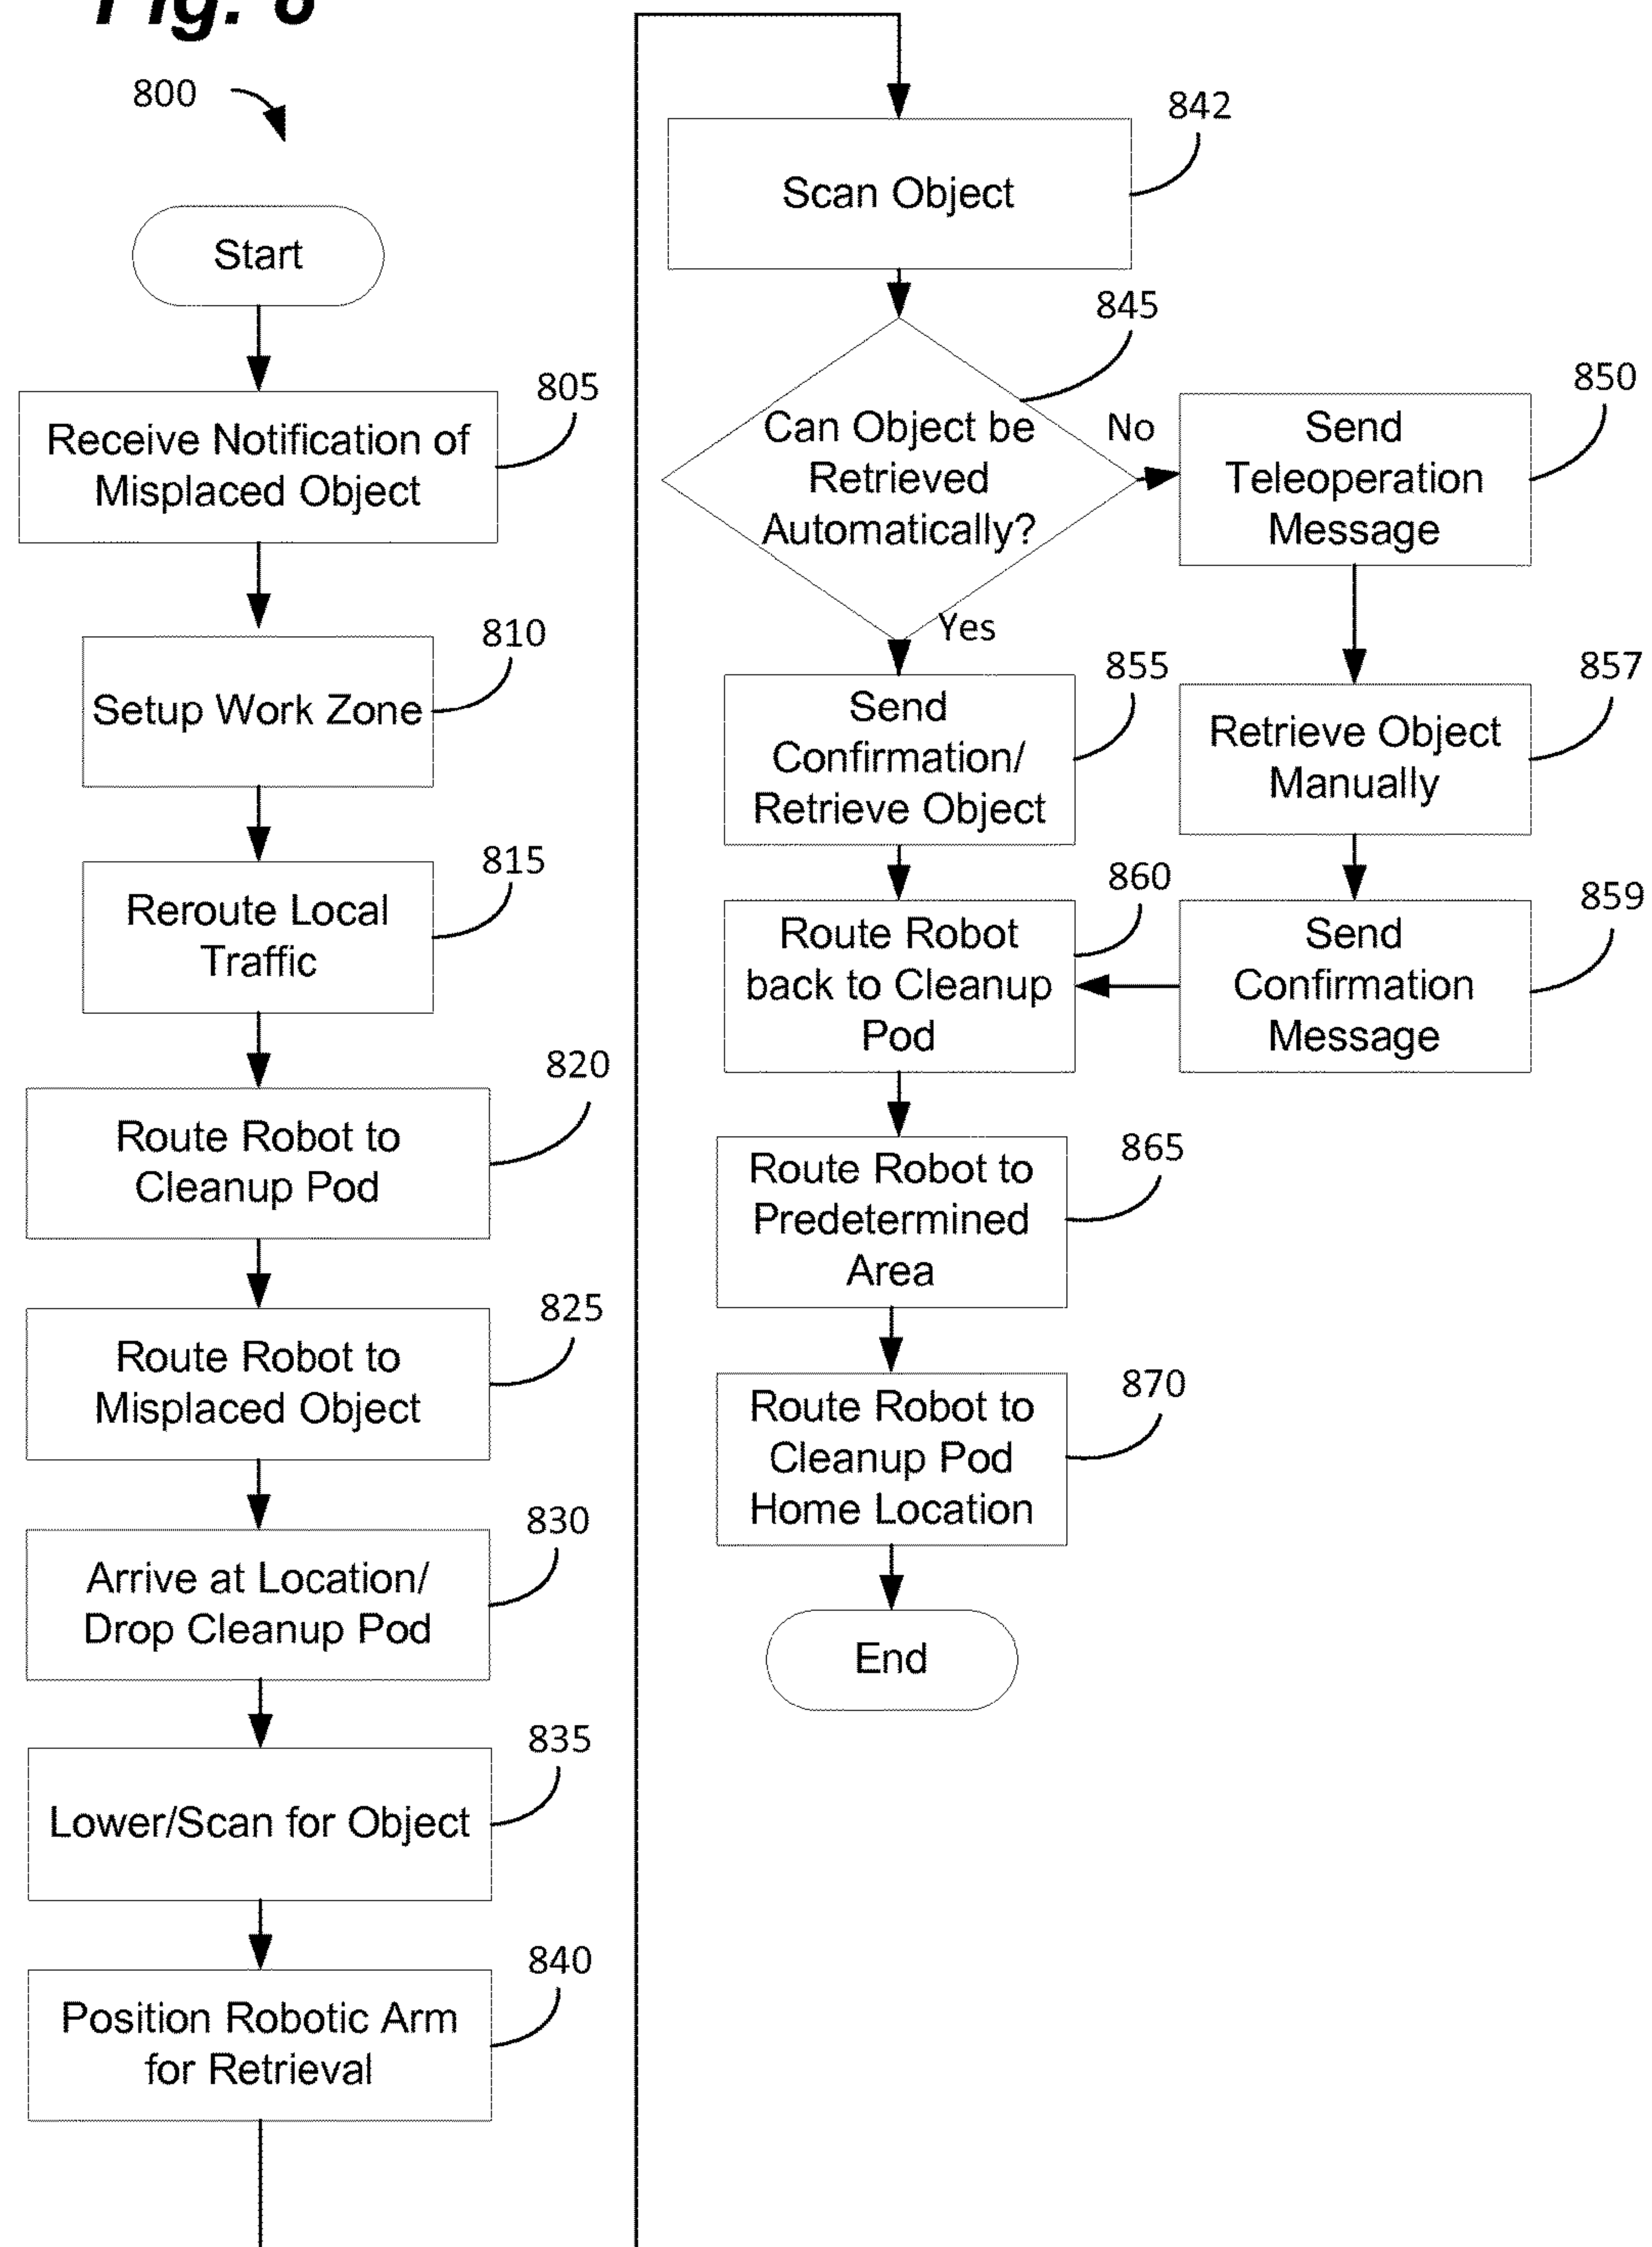 Fig. 8
800
Start
805
Receive Notification of
Misplaced Object
810
Setup Work Zone
815
Reroute Local
Traffic
820
Route Robot to
Cleanup Pod
825
Route Robot to
Misplaced Object
830
Arrive at Location/
Drop Cleanup Pod
835
Lower/Scan for Object
840
Position Robotic Arm
for Retrieval
842
Scan Object
845
Can Object be
Retrieved
Automatically?
No
Yes
850
Send
Teleoperation
Message
855
Send
Confirmation/
Retrieve Object
857
Retrieve Object
Manually
859
Send
Confirmation
Message
860
Route Robot
back to Cleanup
Pod
865
Route Robot to
Predetermined
Area
870
Route Robot to
Cleanup Pod
Home Location
End